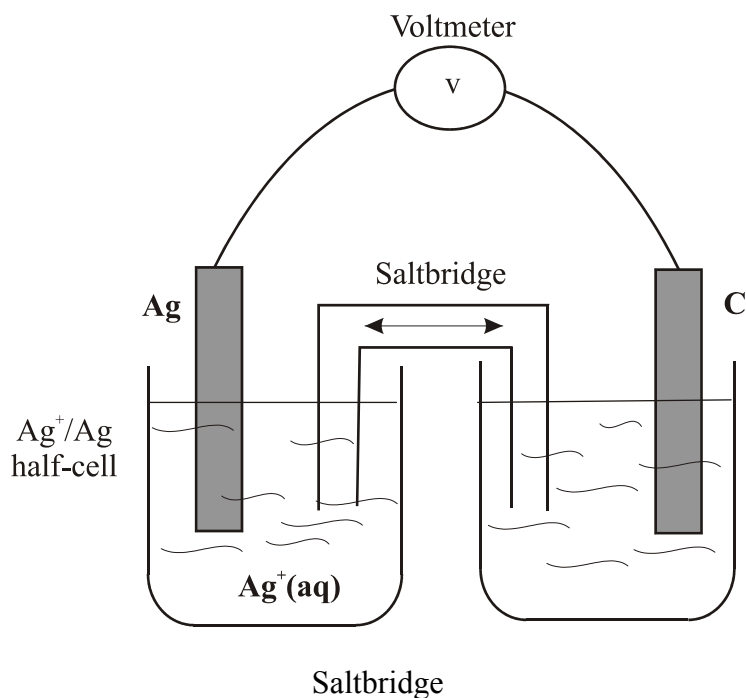 Voltmeter
v
Saltbridge
Ag
C
Ag⁺/Ag
half-cell
Ag⁺(aq)
Saltbridge